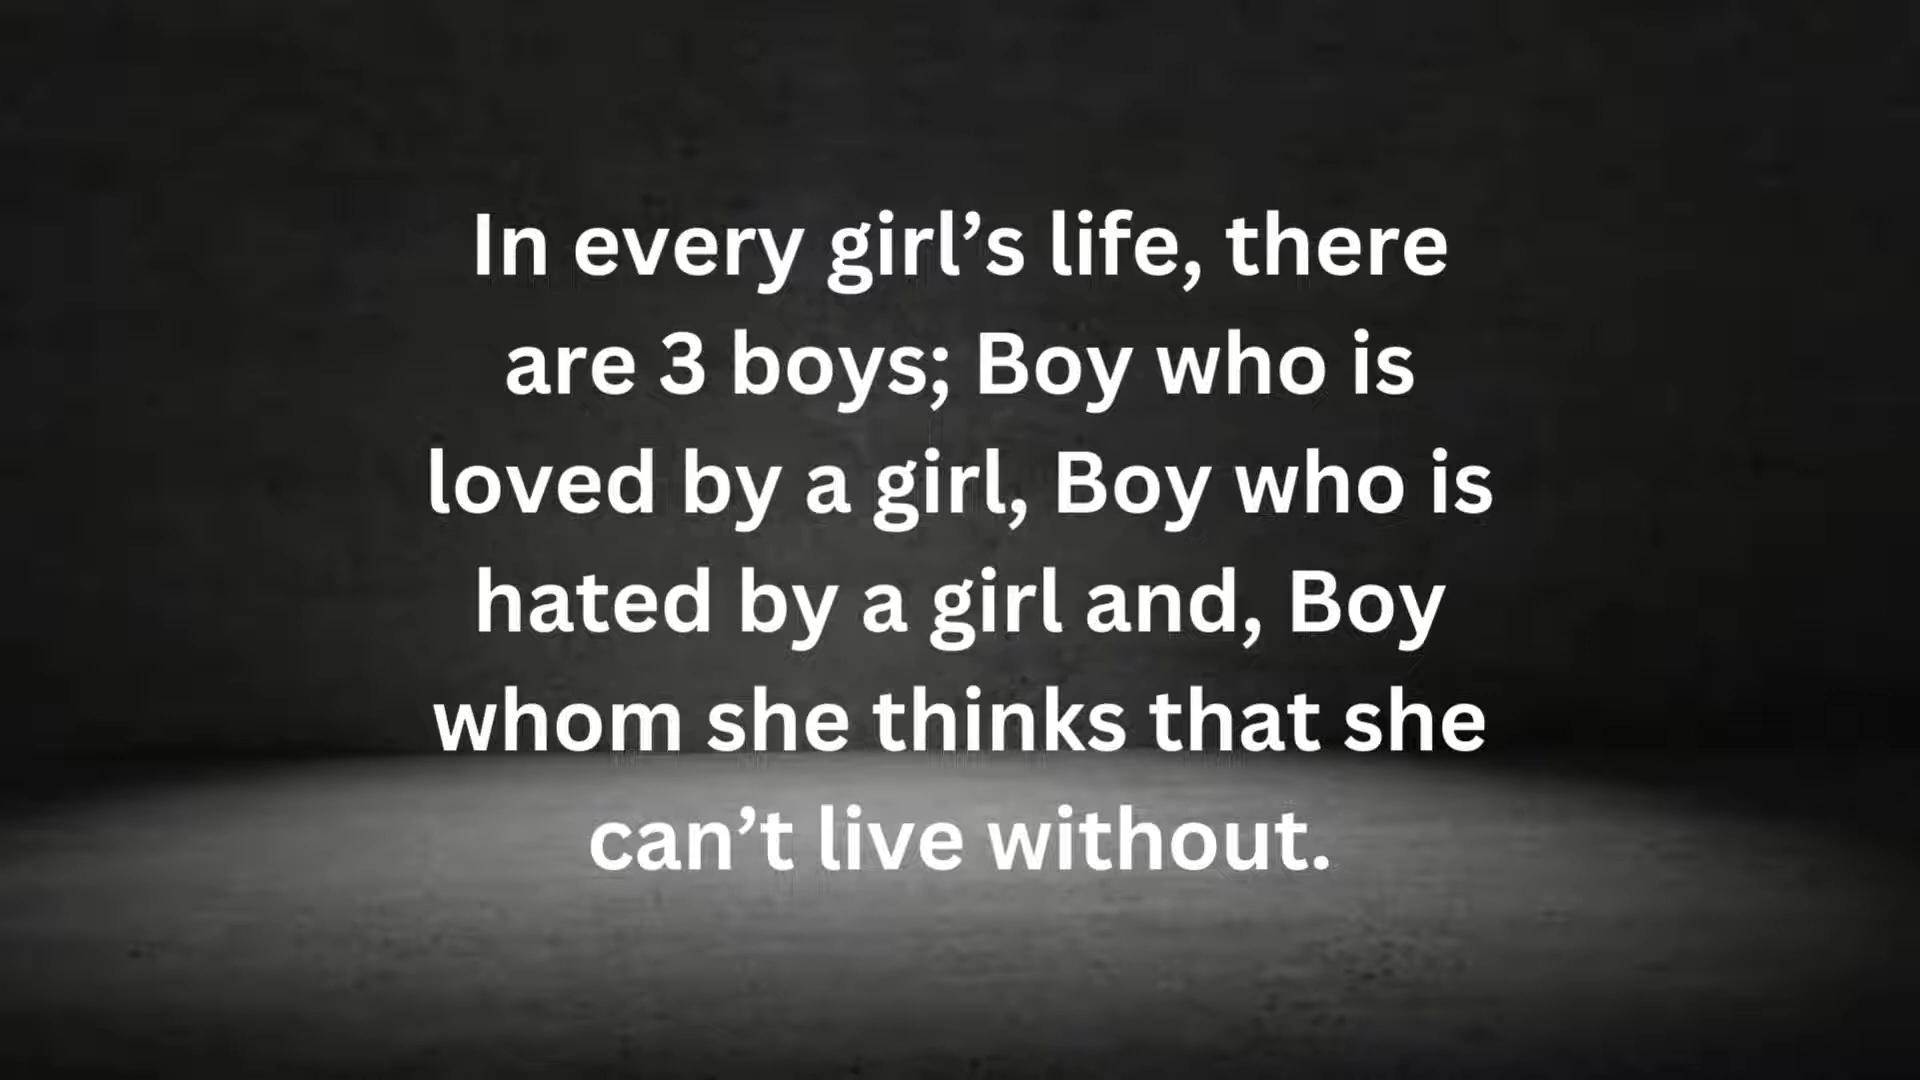 In every girl’s life, there
are 3 boys; Boy who is
loved by a girl, Boy who is
hated by a girl and, Boy
whom she thinks that she
can’t live without.